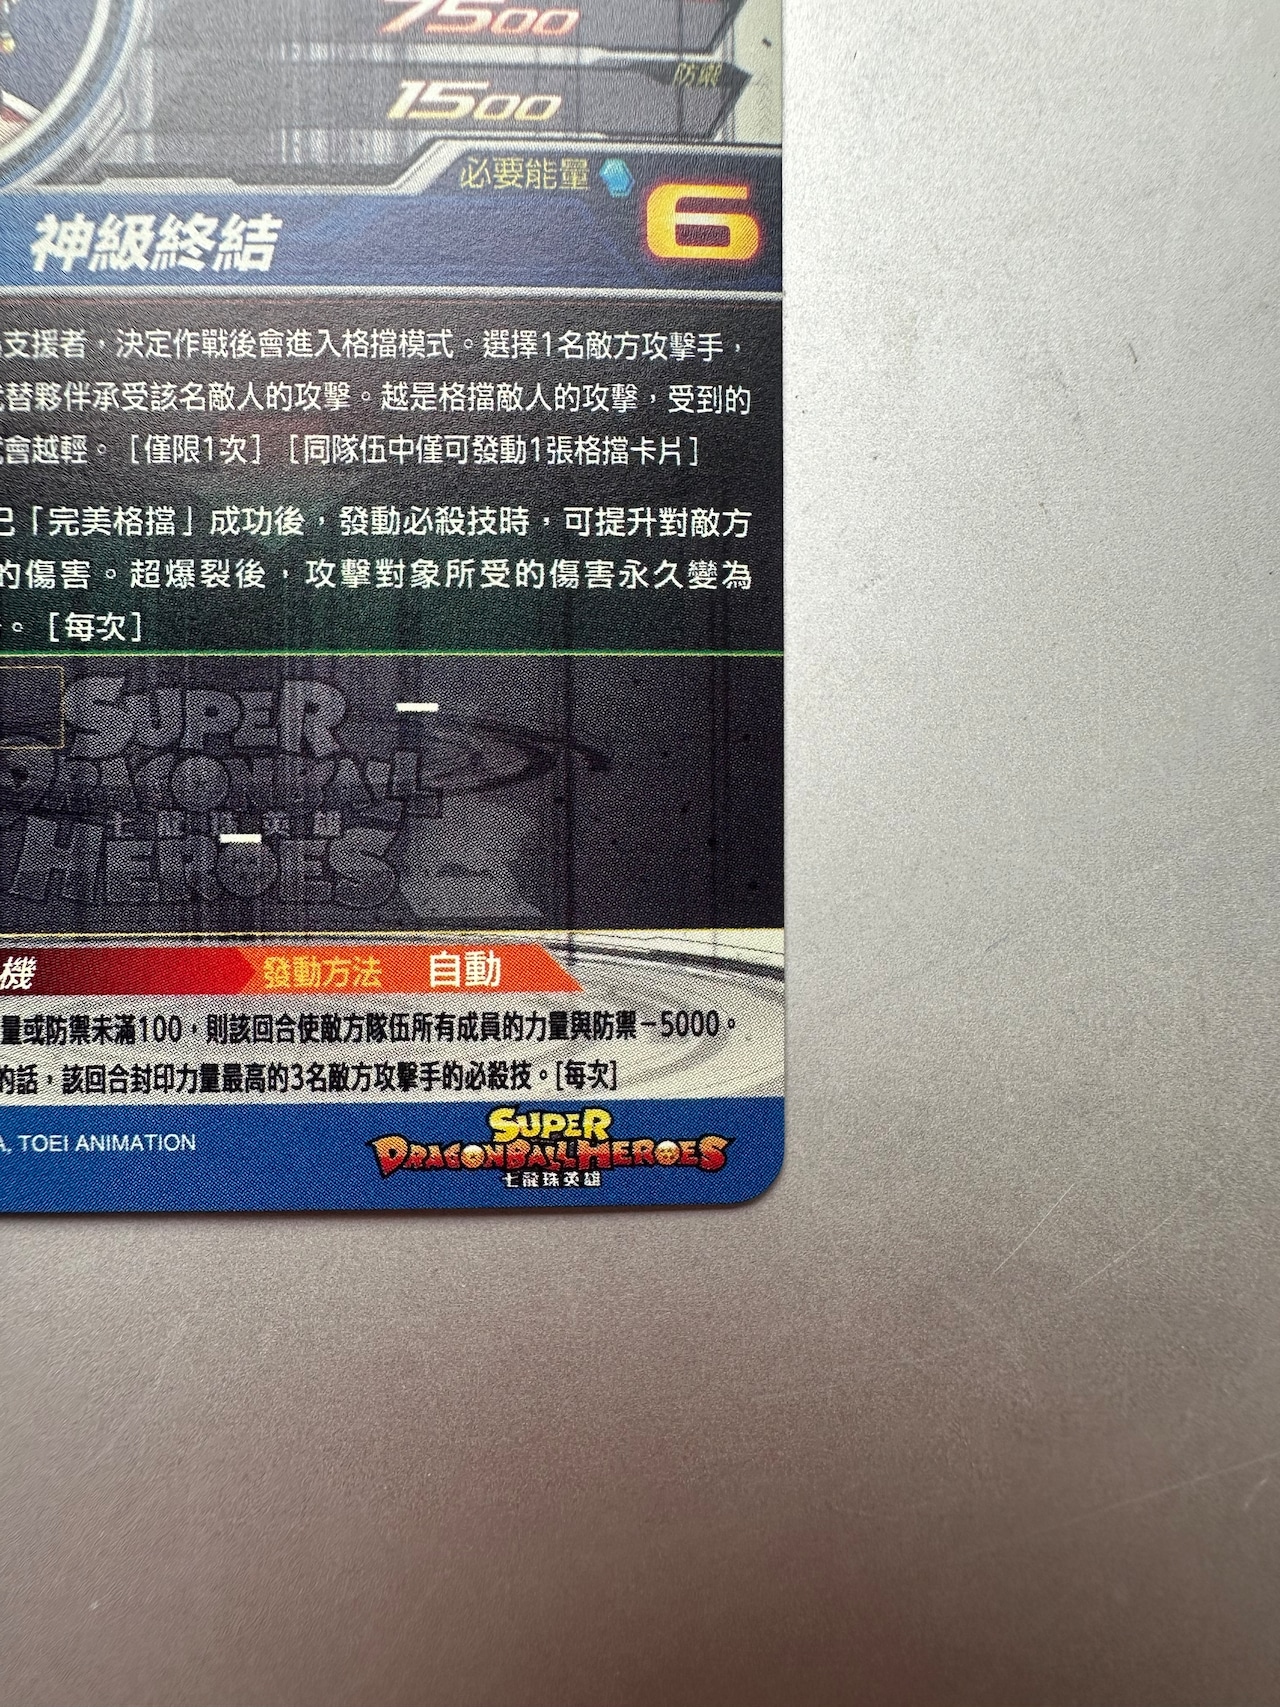 7500
防禦
1500
必要能量
6
神級終結
支援者，決定作戰後會進入格擋模式。選擇1名敵方攻擊手，
替夥伴承受該名敵人的攻擊。越是格擋敵人的攻擊，受到的
會越輕。［僅限1次］［同隊伍中僅可發動1張格擋卡片］
己「完美格擋」成功後，發動必殺技時，可提升對敵方
的傷害。超爆裂後，攻擊對象所受的傷害永久變為
。［每次］
SUPER
DRAGONBALL
七龍珠英雄
HEROES
機 發動方法 自動
量或防禦未滿100，則該回合使敵方隊伍所有成員的力量與防禦－5000。
的話，該回合封印力量最高的3名敵方攻擊手的必殺技。[每次]
A, TOEI ANIMATION
SUPER
DRAGONBALL HEROES
七龍珠英雄